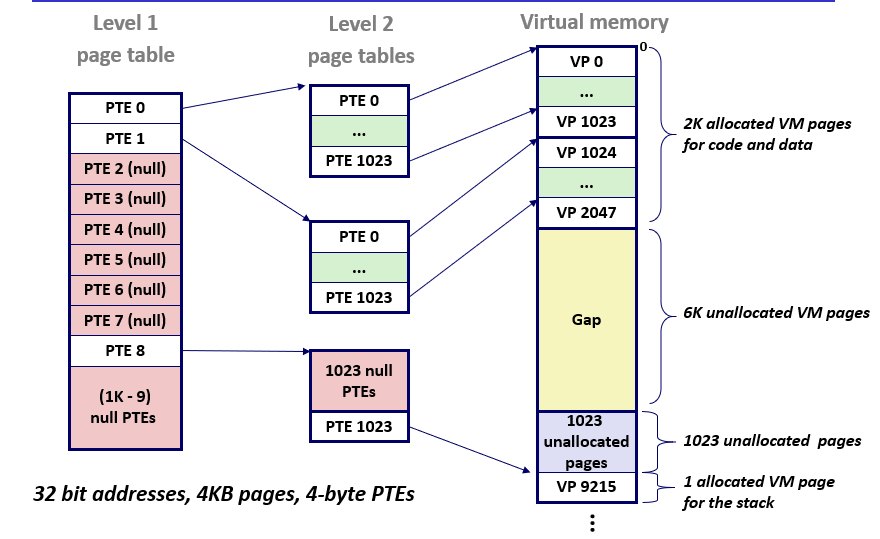 Level 1
page table
Level 2
page tables
Virtual memory
PTE 0
PTE 1
PTE 2 (null)
PTE 3 (null)
PTE 4 (null)
PTE 5 (null)
PTE 6 (null)
PTE 7 (null)
PTE 8
(1K - 9)
null PTEs
PTE 0
...
PTE 1023
PTE 0
...
PTE 1023
1023 null
PTEs
PTE 1023
0
VP 0
...
VP 1023
VP 1024
...
VP 2047
Gap
1023
unallocated
pages
VP 9215
...
2K allocated VM pages
for code and data
6K unallocated VM pages
1023 unallocated pages
1 allocated VM page
for the stack
32 bit addresses, 4KB pages, 4-byte PTEs